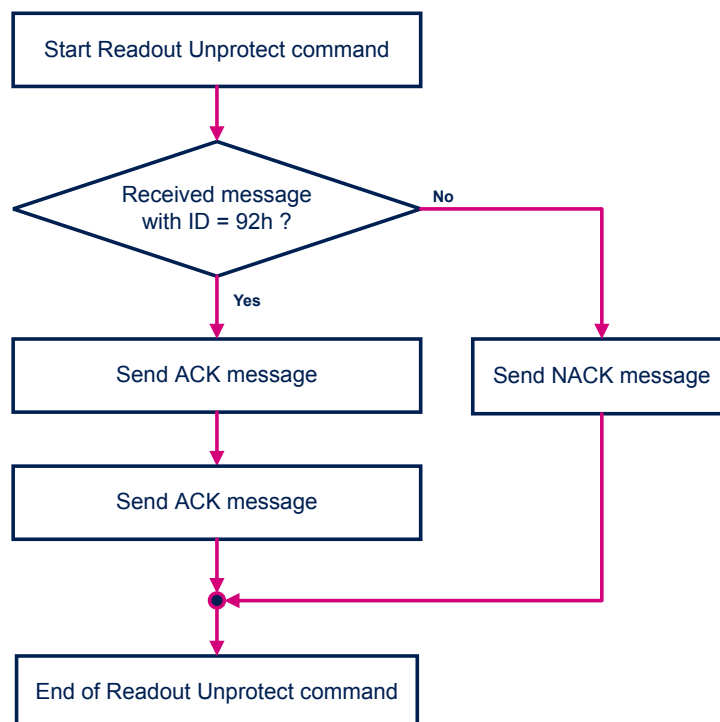 Start Readout Unprotect command
Received message
with ID = 92h ?
No
Yes
Send ACK message
Send NACK message
Send ACK message
End of Readout Unprotect command